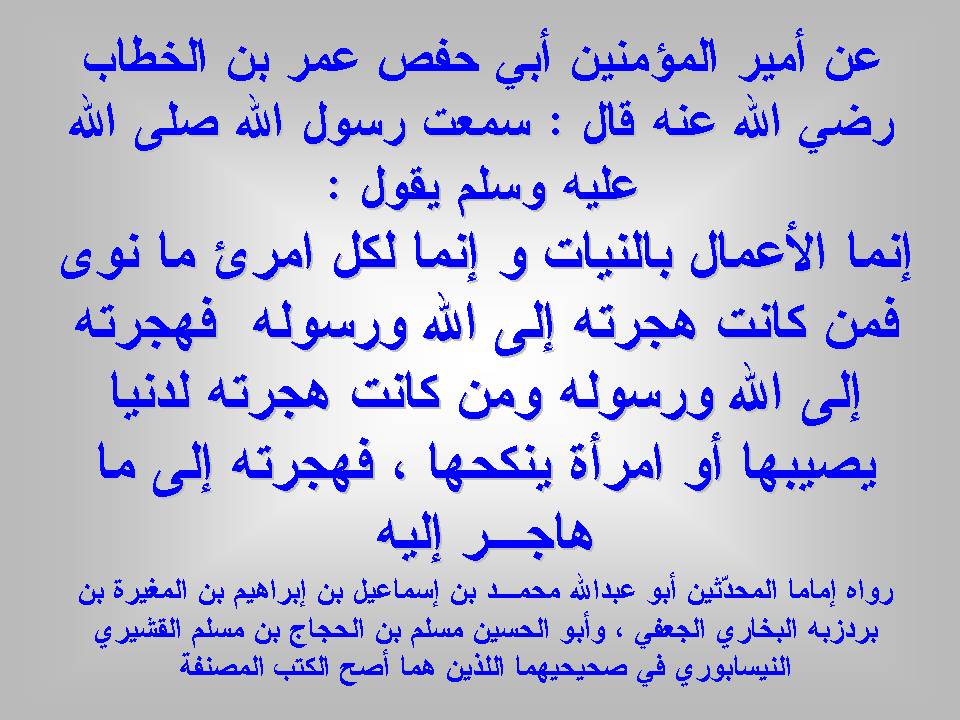 عن أمير المؤمنين أبي حفص عمر بن الخطاب
رضي الله عنه قال : سمعت رسول الله صلى الله
عليه وسلم يقول :
إنما الأعمال بالنيات و إنما لكل امرئ ما نوى
فمن كانت هجرته إلى الله ورسوله فهجرته
إلى الله ورسوله ومن كانت هجرته لدنيا
يصيبها أو امرأة ينكحها ، فهجرته إلى ما
هاجـــر إليه
رواه إماما المحدّثين أبو عبدالله محمـــد بن إسماعيل بن إبراهيم بن المغيرة بن
بردزبه البخاري الجعفي ، وأبو الحسين مسلم بن الحجاج بن مسلم القشيري
النيسابوري في صحيحيهما اللذين هما أصح الكتب المصنفة